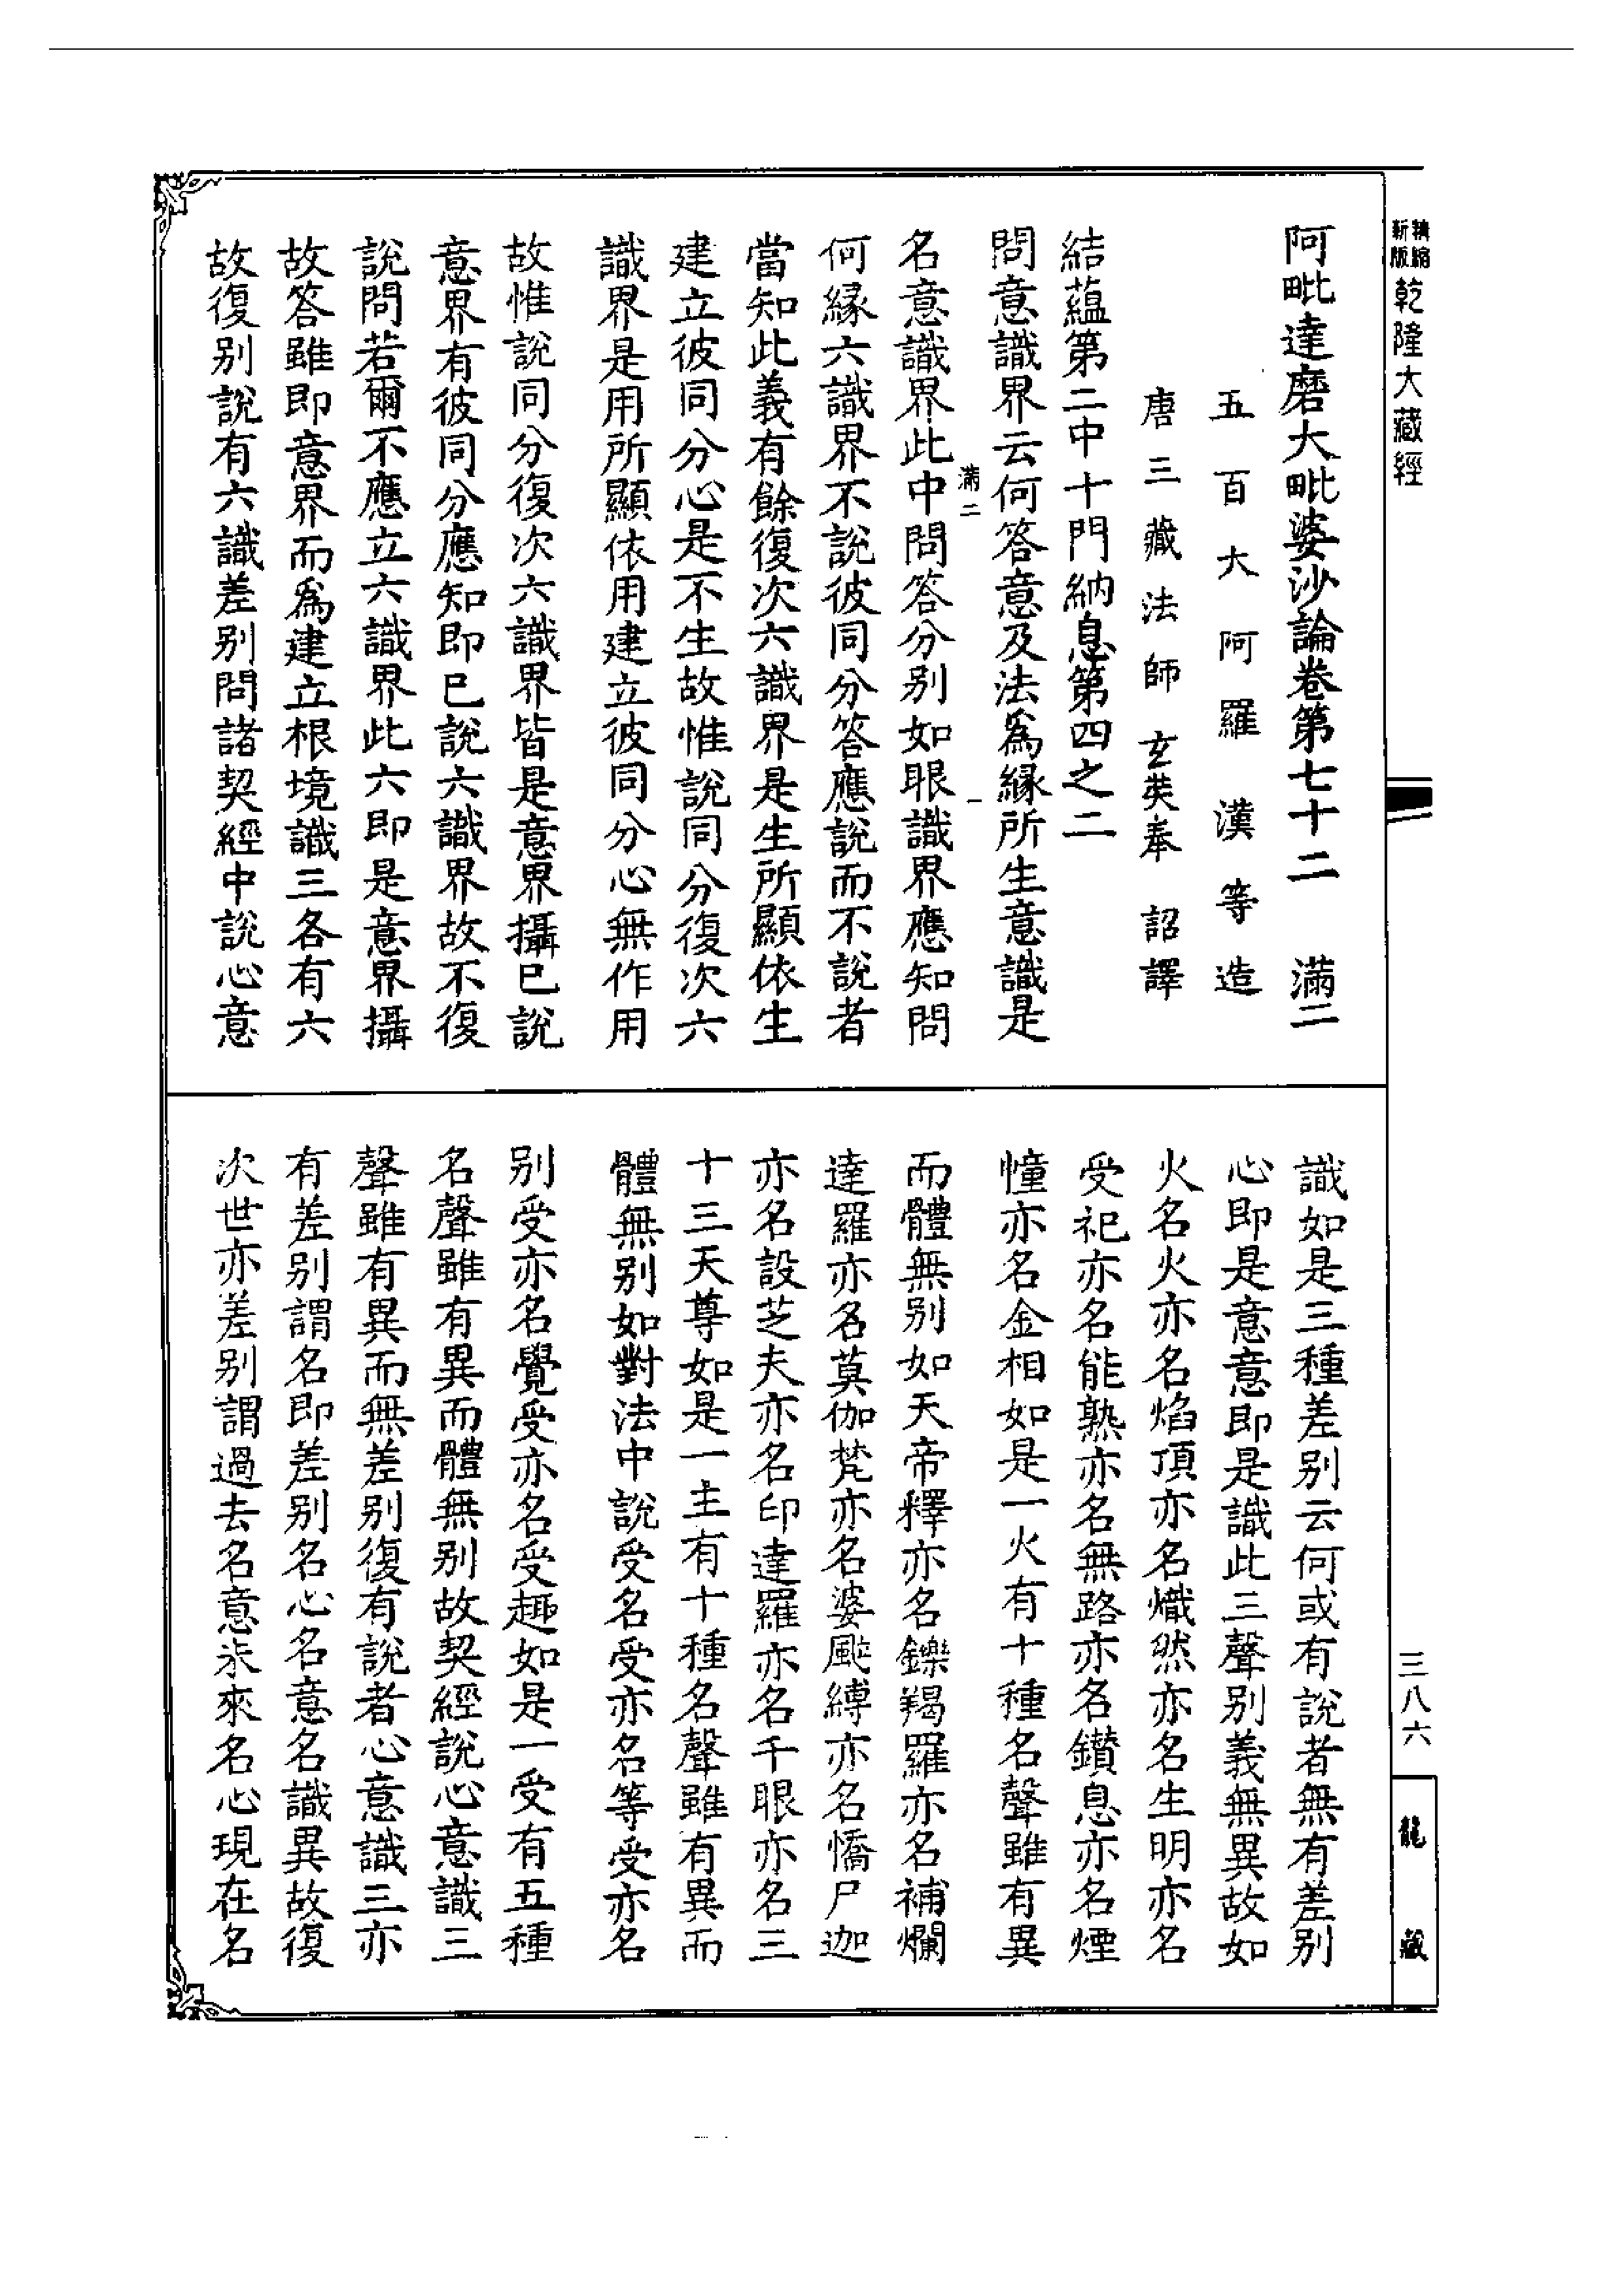 精縮新版乾隆大藏經
阿毗達磨大毗婆沙論卷第七十二　滿二
五百大阿羅漢等造
唐三藏法師玄奘奉　詔譯
結蘊第二中十門納息第四之二
問意識界云何答意及法為緣所生意識是
滿二　一
名意識界此中問答分別如眼識界應知問
何緣六識界不說彼同分答應說而不說者
當知此義有餘復次六識界是生所顯依生
建立彼同分心是不生故惟說同分復次六
識界是用所顯依用建立彼同分心無作用
故惟說同分復次六識界皆是意界攝已說
意界有彼同分應知即已說六識界故不復
說問若爾不應立六識界此六即是意界攝
故答雖即意界而為建立根境識三各有六
故復別說有六識差別問諸契經中說心意
識如是三種差別云何或有說者無有差別
心即是意意即是識此三聲別義無異故如
火名火亦名焰頂亦名熾然亦名生明亦名
受祀亦名能熟亦名無路亦名鑽息亦名煙
幢亦名金相如是一火有十種名聲雖有異
而體無別如天帝釋亦名鑠羯羅亦名補爛
達羅亦名莫伽梵亦名婆颰縛亦名憍尸迦
亦名設芝夫亦名印達羅亦名千眼亦名三
十三天尊如是一主有十種名聲雖有異而
體無別如對法中說受名受亦名等受亦名
別受亦名覺受亦名受趣如是一受有五種
名聲雖有異而體無別故契經說心意識三
聲雖有異而無差別復有說者心意識三亦
有差別謂名即差別名心名意名識異故復
次世亦差別謂過去名意未來名心現在名
三八六
龍藏